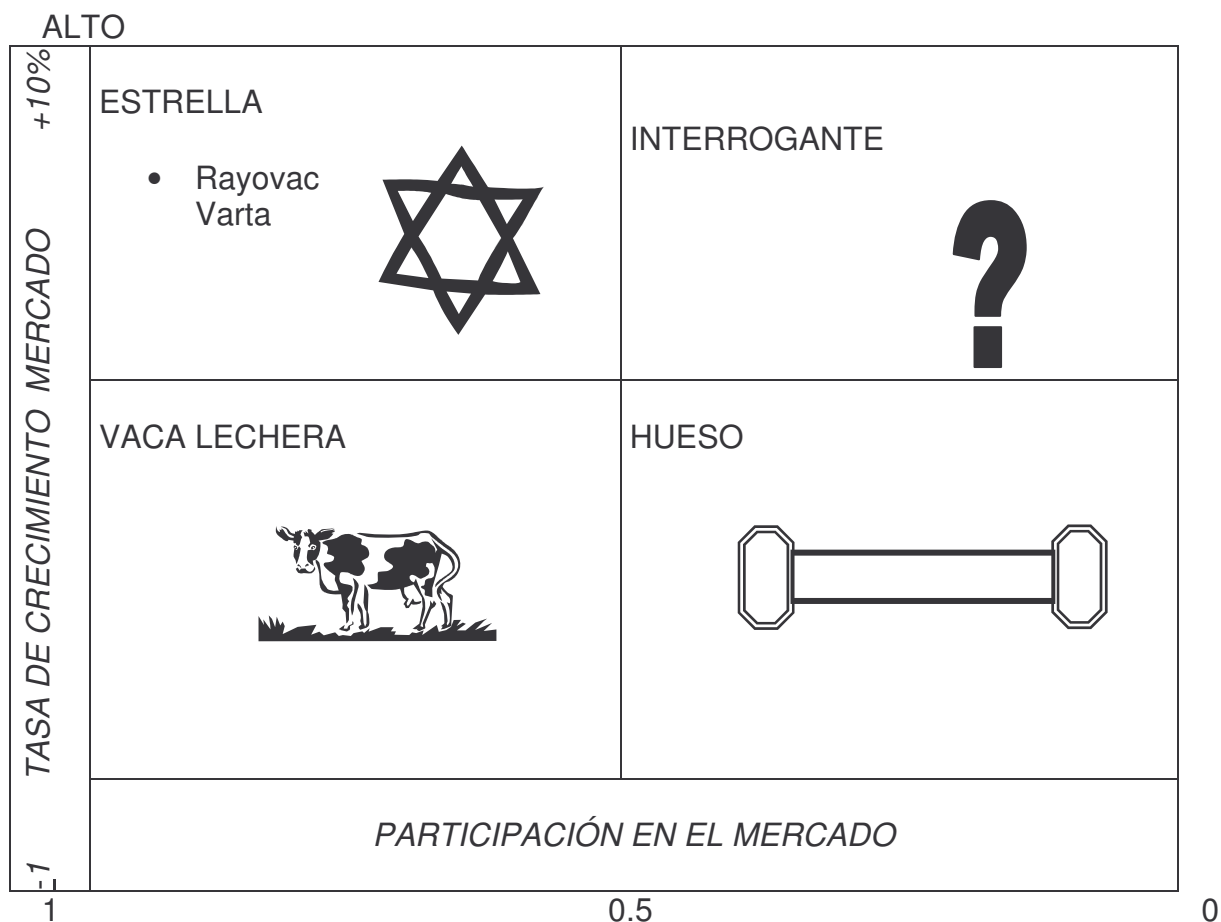 ALTO
+10%
TASA DE CRECIMIENTO MERCADO
-1
ESTRELLA
• Rayovac
Varta
INTERROGANTE
?
VACA LECHERA
HUESO
PARTICIPACIÓN EN EL MERCADO
1 0.5 0